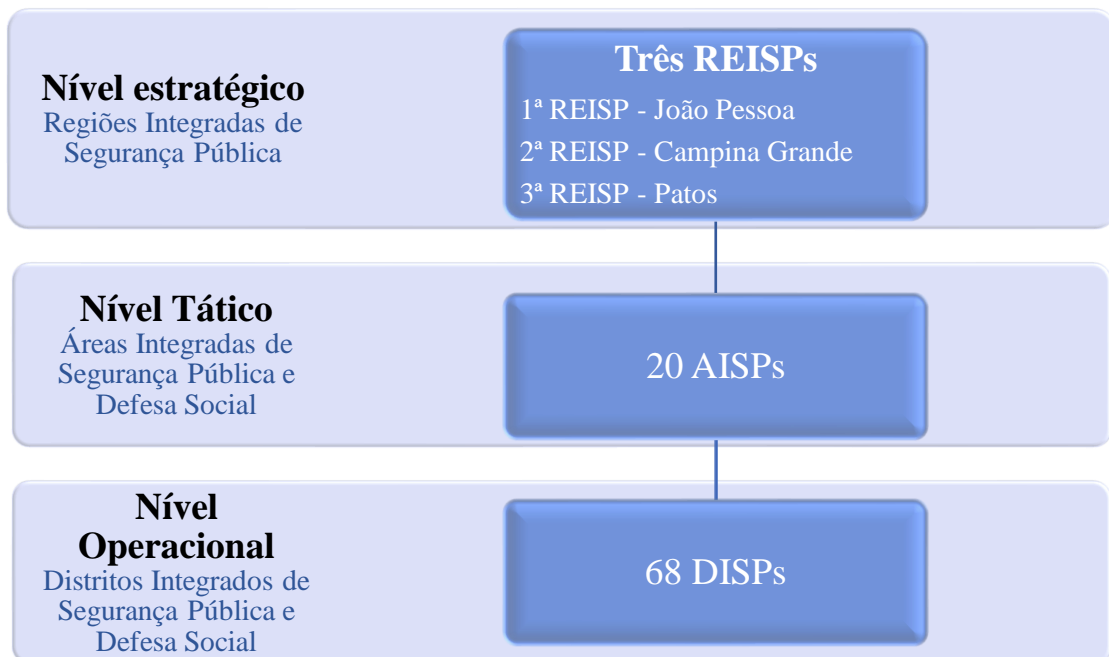 Nível estratégico
Regiões Integradas de
Segurança Pública
Três REISPs
1ª REISP - João Pessoa
2ª REISP - Campina Grande
3ª REISP - Patos
Nível Tático
Áreas Integradas de
Segurança Pública e
Defesa Social
20 AISPs
Nível
Operacional
Distritos Integrados de
Segurança Pública e
Defesa Social
68 DISPs